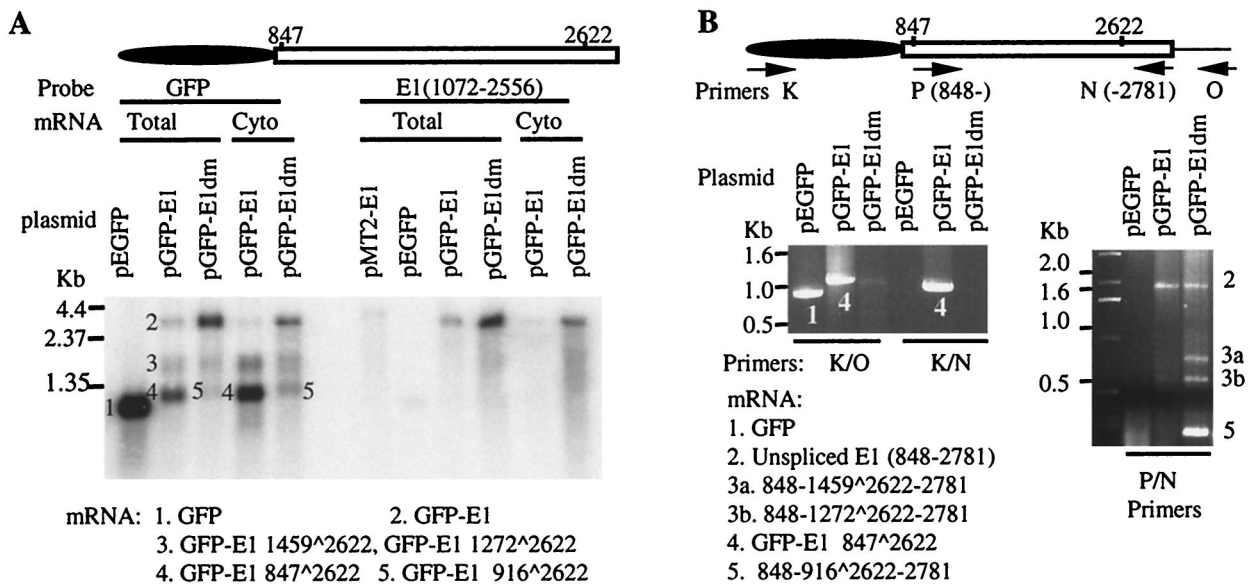 A
847 2622
Probe GFP E1(1072-2556)
mRNA Total Cyto Total Cyto
plasmid pEGFP pGFP-E1 pGFP-E1dm pGFP-E1 pGFP-E1dm pMT2-E1 pEGFP pGFP-E1 pGFP-E1dm pGFP-E1 pGFP-E1dm
Kb
4.4
2.37
1.35
2
3
1 4 5 4 5
mRNA: 1. GFP 2. GFP-E1
3. GFP-E1 1459^2622, GFP-E1 1272^2622
4. GFP-E1 847^2622 5. GFP-E1 916^2622
B
847 2622
Primers K P (848-) N (-2781) O
Plasmid pEGFP pGFP-E1 pGFP-E1dm pEGFP pGFP-E1 pGFP-E1dm
Kb
1.6
1.0
0.5
1 4 4
Primers: K/O K/N
mRNA:
1. GFP
2. Unspliced E1 (848-2781)
3a. 848-1459^2622-2781
3b. 848-1272^2622-2781
4. GFP-E1 847^2622
5. 848-916^2622-2781
pEGFP pGFP-E1 pGFP-E1dm
Kb
2.0
1.6
1.0
0.5
2
3a
3b
5
P/N
Primers